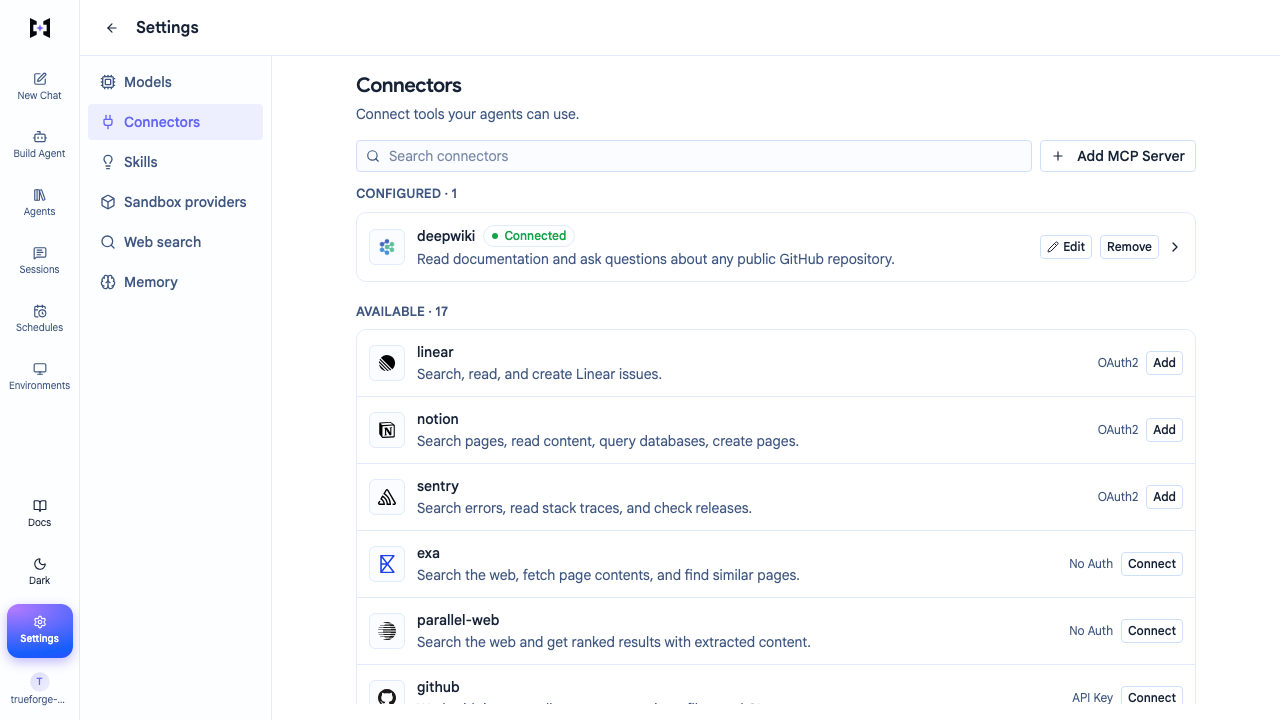 Settings
New Chat
Build Agent
Agents
Sessions
Schedules
Environments
Docs
Dark
Settings
T
trueforge-...
Models
Connectors
Skills
Sandbox providers
Web search
Memory
Connectors
Connect tools your agents can use.
Search connectors
Add MCP Server
CONFIGURED · 1
deepwiki Connected
Read documentation and ask questions about any public GitHub repository.
Edit Remove
AVAILABLE · 17
linear
Search, read, and create Linear issues.
OAuth2 Add
notion
Search pages, read content, query databases, create pages.
OAuth2 Add
sentry
Search errors, read stack traces, and check releases.
OAuth2 Add
exa
Search the web, fetch page contents, and find similar pages.
No Auth Connect
parallel-web
Search the web and get ranked results with extracted content.
No Auth Connect
github
API Key Connect